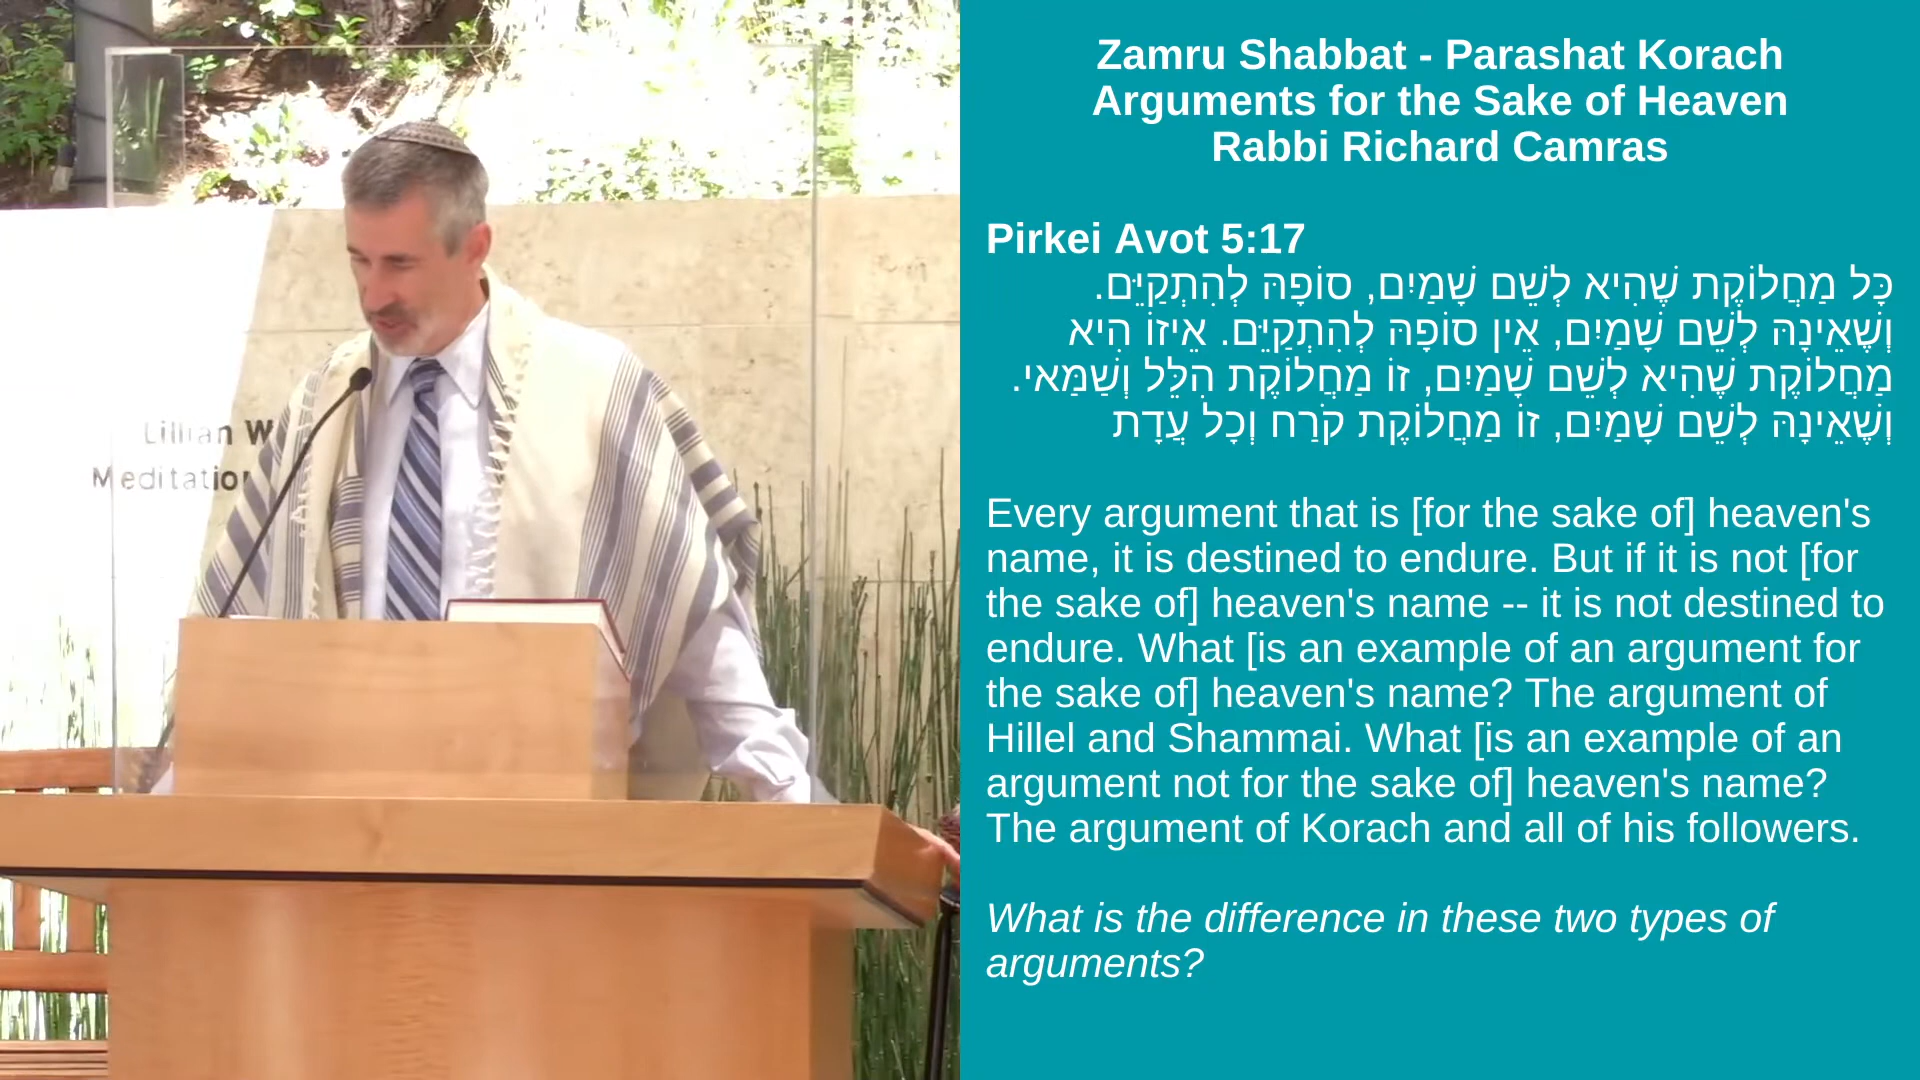 Lillian W
Meditation
Zamru Shabbat - Parashat Korach
Arguments for the Sake of Heaven
Rabbi Richard Camras
Pirkei Avot 5:17
כָּל מַחֲלוֹקֶת שֶׁהִיא לְשֵׁם שָׁמַיִם, סוֹפָהּ לְהִתְקַיֵּם.
וְשֶׁאֵינָהּ לְשֵׁם שָׁמַיִם, אֵין סוֹפָהּ לְהִתְקַיֵּם. אֵיזוֹ הִיא
מַחֲלוֹקֶת שֶׁהִיא לְשֵׁם שָׁמַיִם, זוֹ מַחֲלוֹקֶת הִלֵּל וְשַׁמַּאי.
וְשֶׁאֵינָהּ לְשֵׁם שָׁמַיִם, זוֹ מַחֲלוֹקֶת קֹרַח וְכָל עֲדָת
Every argument that is [for the sake of] heaven's
name, it is destined to endure. But if it is not [for
the sake of] heaven's name -- it is not destined to
endure. What [is an example of an argument for
the sake of] heaven's name? The argument of
Hillel and Shammai. What [is an example of an
argument not for the sake of] heaven's name?
The argument of Korach and all of his followers.
What is the difference in these two types of
arguments?